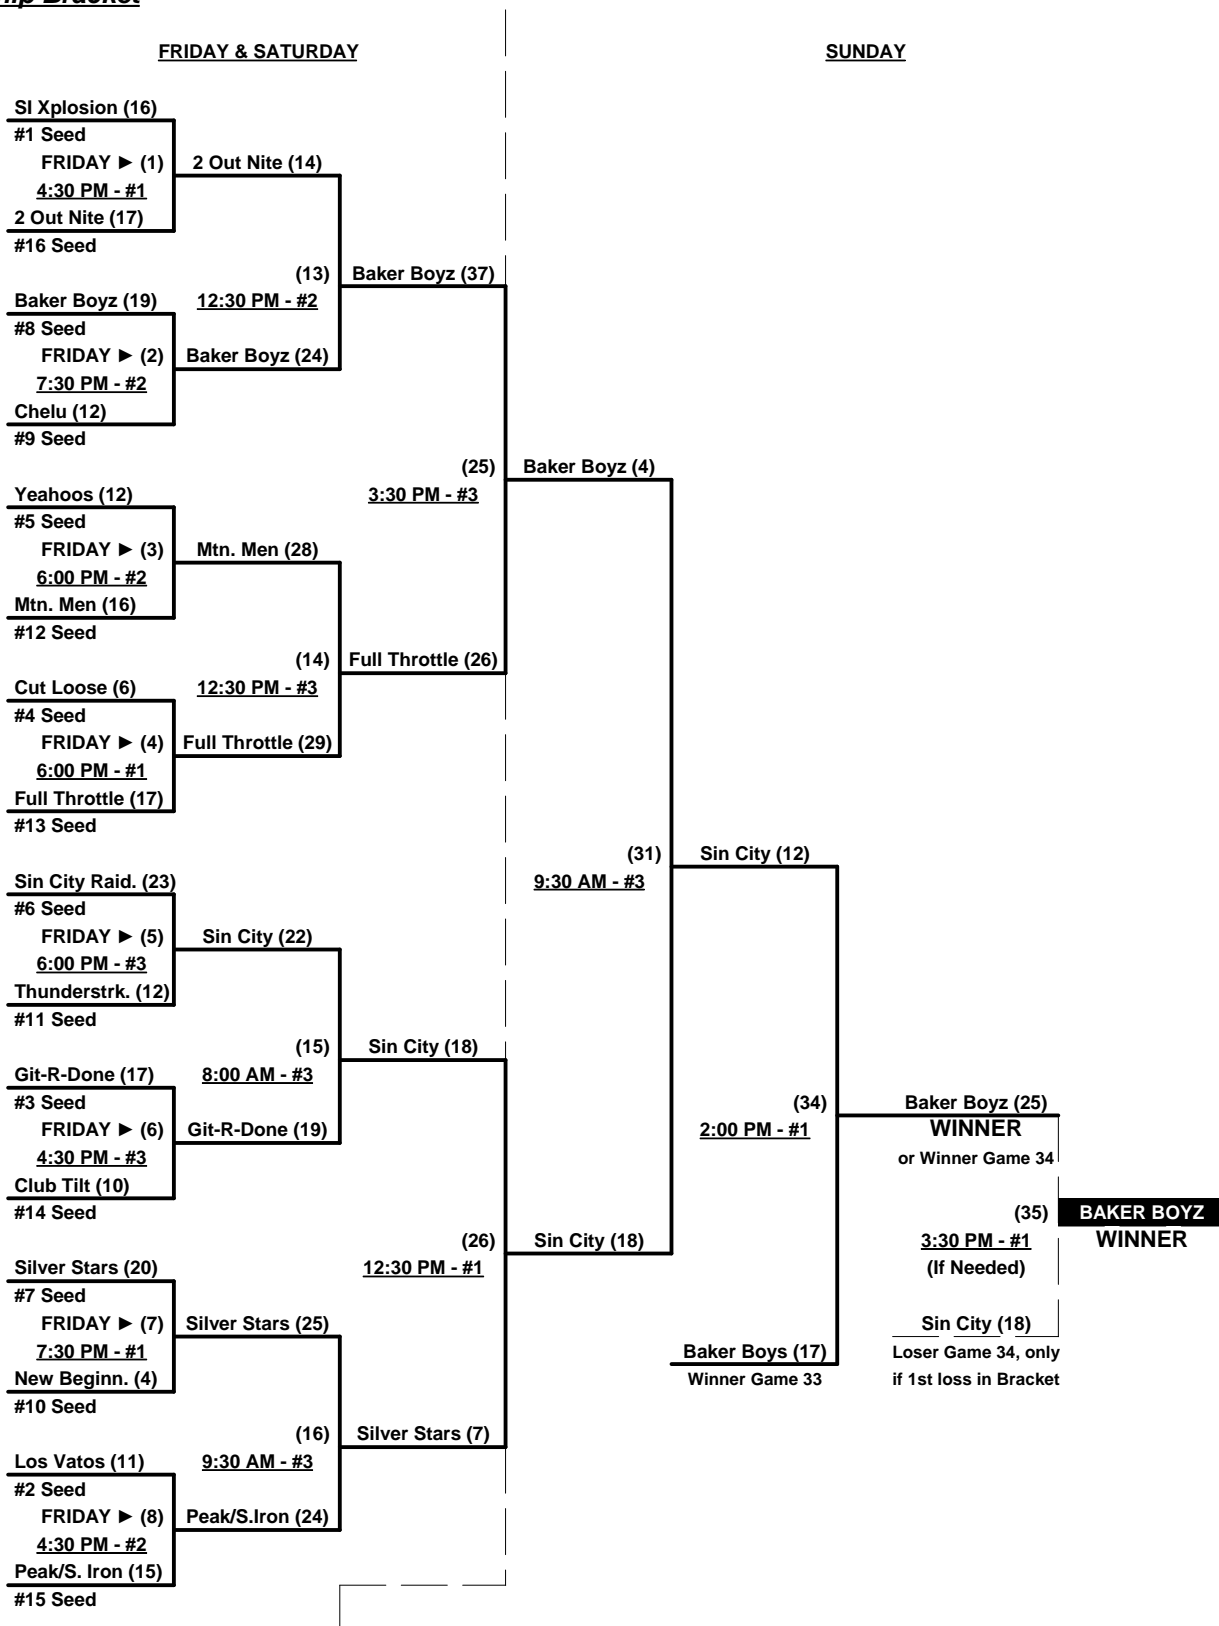 hip Bracket
FRIDAY & SATURDAY
SUNDAY
SI Xplosion (16)
#1 Seed
FRIDAY ► (1)
2 Out Nite (14)
4:30 PM - #1
2 Out Nite (17)
#16 Seed
(13)
Baker Boyz (37)
12:30 PM - #2
Baker Boyz (19)
#8 Seed
FRIDAY ► (2)
Baker Boyz (24)
7:30 PM - #2
Chelu (12)
#9 Seed
(25)
Baker Boyz (4)
3:30 PM - #3
Yeahoos (12)
#5 Seed
FRIDAY ► (3)
Mtn. Men (28)
6:00 PM - #2
Mtn. Men (16)
#12 Seed
(14)
Full Throttle (26)
12:30 PM - #3
Cut Loose (6)
#4 Seed
FRIDAY ► (4)
Full Throttle (29)
6:00 PM - #1
Full Throttle (17)
#13 Seed
(31)
Sin City (12)
9:30 AM - #3
Sin City Raid. (23)
#6 Seed
FRIDAY ► (5)
Sin City (22)
6:00 PM - #3
Thunderstrk. (12)
#11 Seed
(15)
Sin City (18)
8:00 AM - #3
Git-R-Done (17)
#3 Seed
FRIDAY ► (6)
Git-R-Done (19)
4:30 PM - #3
Club Tilt (10)
#14 Seed
(34)
Baker Boyz (25)
2:00 PM - #1
WINNER
or Winner Game 34
(35)
BAKER BOYZ
3:30 PM - #1
WINNER
(If Needed)
(26)
Sin City (18)
12:30 PM - #1
Silver Stars (20)
#7 Seed
FRIDAY ► (7)
Silver Stars (25)
7:30 PM - #1
New Beginn. (4)
#10 Seed
Sin City (18)
Baker Boys (17)
Loser Game 34, only
Winner Game 33
if 1st loss in Bracket
(16)
Silver Stars (7)
9:30 AM - #3
Los Vatos (11)
#2 Seed
FRIDAY ► (8)
Peak/S.Iron (24)
4:30 PM - #2
Peak/S. Iron (15)
#15 Seed